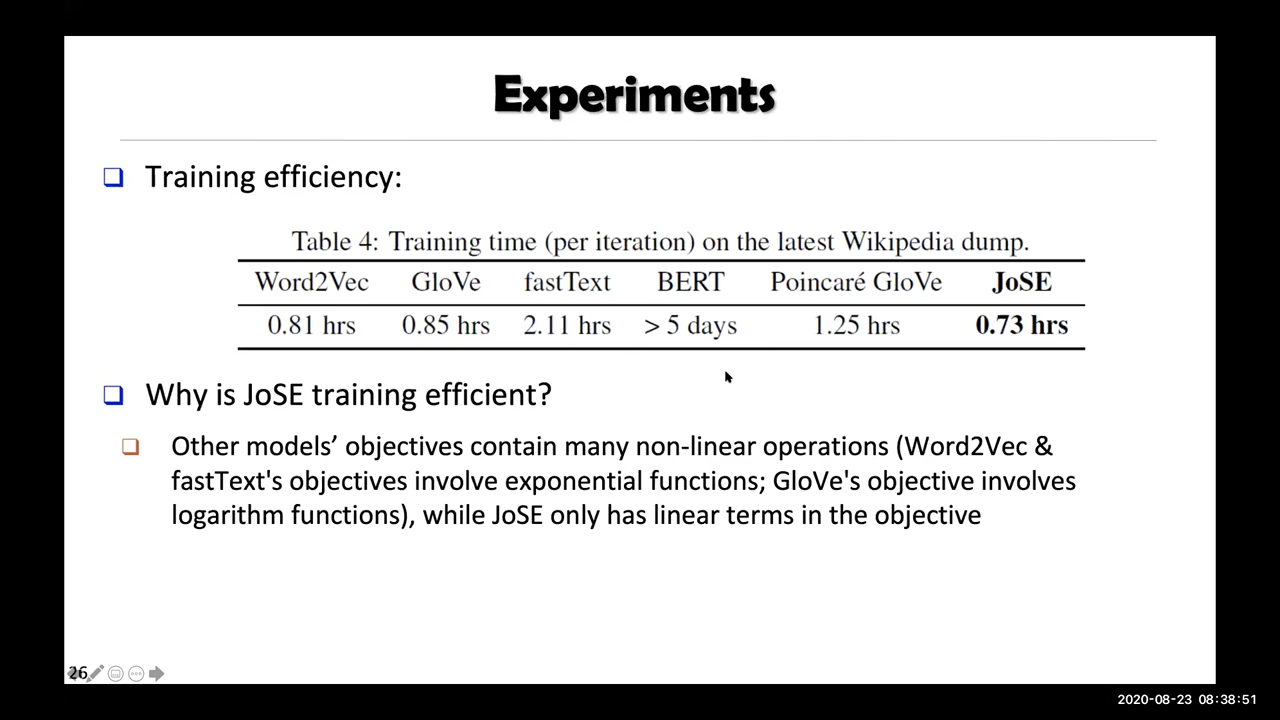 Experiments
Training efficiency:
Table 4: Training time (per iteration) on the latest Wikipedia dump.
Word2Vec GloVe fastText BERT Poincaré GloVe JoSE
0.81 hrs 0.85 hrs 2.11 hrs > 5 days 1.25 hrs 0.73 hrs
Why is JoSE training efficient?
Other models’ objectives contain many non-linear operations (Word2Vec &
fastText's objectives involve exponential functions; GloVe's objective involves
logarithm functions), while JoSE only has linear terms in the objective
26
2020-08-23 08:38:51